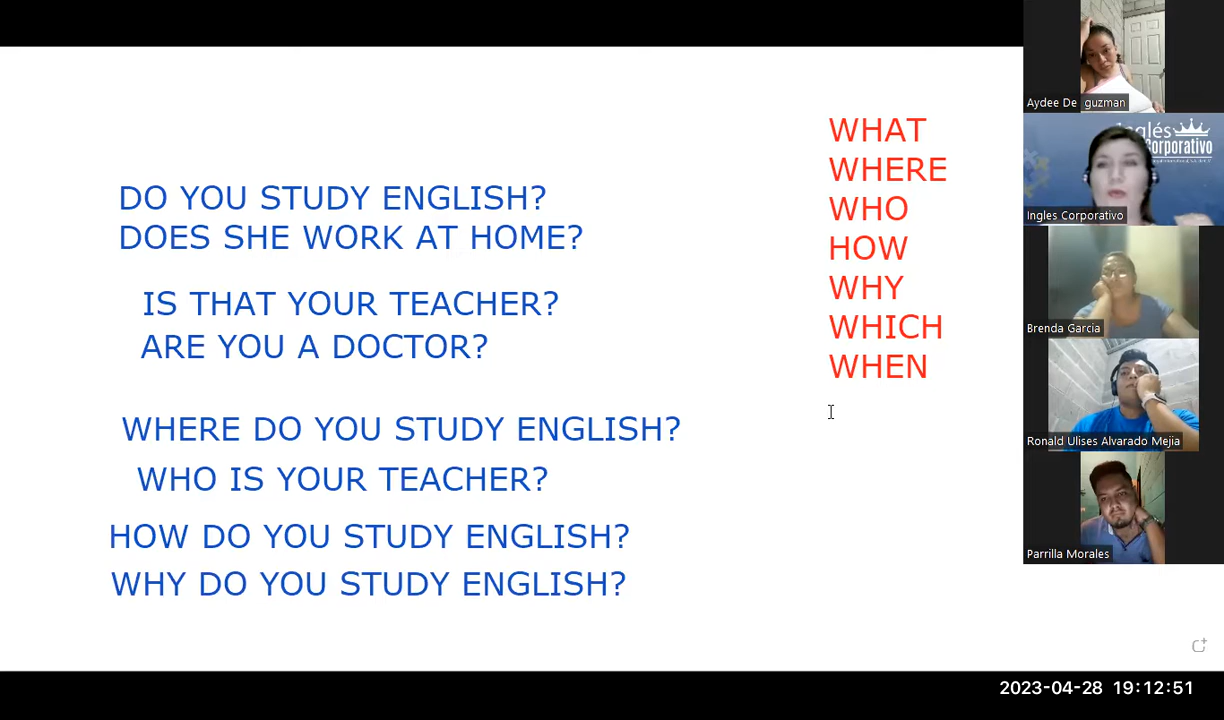 DO YOU STUDY ENGLISH?
DOES SHE WORK AT HOME?
IS THAT YOUR TEACHER?
ARE YOU A DOCTOR?
WHERE DO YOU STUDY ENGLISH?
WHO IS YOUR TEACHER?
HOW DO YOU STUDY ENGLISH?
WHY DO YOU STUDY ENGLISH?
WHAT
WHERE
WHO
HOW
WHY
WHICH
WHEN
Aydee De guzman
Inglés
Corporativo
Ingles Corporativo
Brenda Garcia
Ronald Ulises Alvarado Mejia
Parrilla Morales
2023-04-28 19:12:51